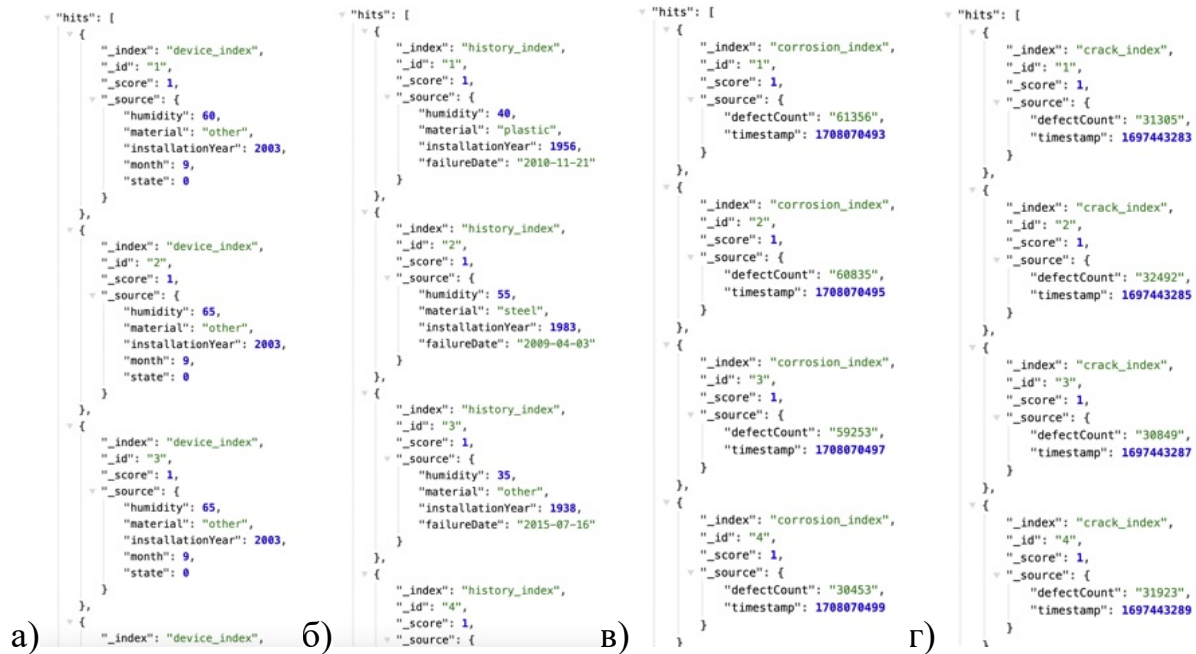 "hits": [
{
"_index": "device_index",
"_id": "1",
"_score": 1,
"_source": {
"humidity": 60,
"material": "other",
"installationYear": 2003,
"month": 9,
"state": 0
}
},
{
"_index": "device_index",
"_id": "2",
"_score": 1,
"_source": {
"humidity": 65,
"material": "other",
"installationYear": 2003,
"month": 9,
"state": 0
}
},
{
"_index": "device_index",
"_id": "3",
"_score": 1,
"_source": {
"humidity": 65,
"material": "other",
"installationYear": 2003,
"month": 9,
"state": 0
}
},
{
"_index": "device_index",
а)
"hits": [
{
"_index": "history_index",
"_id": "1",
"_score": 1,
"_source": {
"humidity": 40,
"material": "plastic",
"installationYear": 1956,
"failureDate": "2010-11-21"
}
},
{
"_index": "history_index",
"_id": "2",
"_score": 1,
"_source": {
"humidity": 55,
"material": "steel",
"installationYear": 1983,
"failureDate": "2009-04-03"
}
},
{
"_index": "history_index",
"_id": "3",
"_score": 1,
"_source": {
"humidity": 35,
"material": "other",
"installationYear": 1938,
"failureDate": "2015-07-16"
}
},
{
"_index": "history_index",
"_id": "4",
"_score": 1,
"_source": {
б)
"hits": [
{
"_index": "corrosion_index",
"_id": "1",
"_score": 1,
"_source": {
"defectCount": "61356",
"timestamp": 1708070493
}
},
{
"_index": "corrosion_index",
"_id": "2",
"_score": 1,
"_source": {
"defectCount": "60835",
"timestamp": 1708070495
}
},
{
"_index": "corrosion_index",
"_id": "3",
"_score": 1,
"_source": {
"defectCount": "59253",
"timestamp": 1708070497
}
},
{
"_index": "corrosion_index",
"_id": "4",
"_score": 1,
"_source": {
"defectCount": "30453",
"timestamp": 1708070499
}
в)
"hits": [
{
"_index": "crack_index",
"_id": "1",
"_score": 1,
"_source": {
"defectCount": "31305",
"timestamp": 1697443283
}
},
{
"_index": "crack_index",
"_id": "2",
"_score": 1,
"_source": {
"defectCount": "32492",
"timestamp": 1697443285
}
},
{
"_index": "crack_index",
"_id": "3",
"_score": 1,
"_source": {
"defectCount": "30849",
"timestamp": 1697443287
}
},
{
"_index": "crack_index",
"_id": "4",
"_score": 1,
"_source": {
"defectCount": "31923",
"timestamp": 1697443289
}
г)